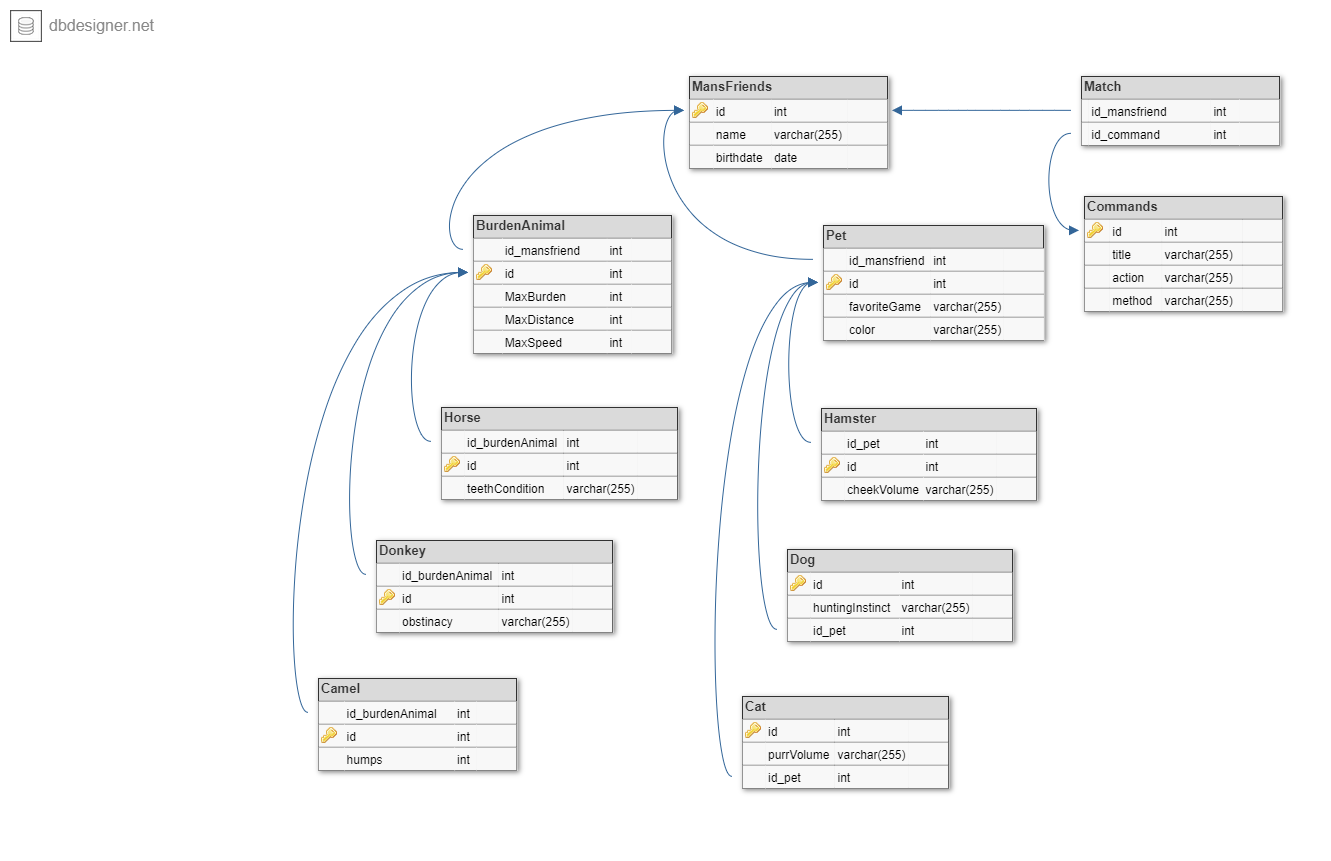 dbdesigner.net
MansFriends
id int
name varchar(255)
birthdate date
Match
id_mansfriend int
id_command int
Commands
id int
title varchar(255)
action varchar(255)
method varchar(255)
BurdenAnimal
id_mansfriend int
id int
MaxBurden int
MaxDistance int
MaxSpeed int
Pet
id_mansfriend int
id int
favoriteGame varchar(255)
color varchar(255)
Horse
id_burdenAnimal int
id int
teethCondition varchar(255)
Hamster
id_pet int
id int
cheekVolume varchar(255)
Donkey
id_burdenAnimal int
id int
obstinacy varchar(255)
Dog
id int
huntingInstinct varchar(255)
id_pet int
Camel
id_burdenAnimal int
id int
humps int
Cat
id int
purrVolume varchar(255)
id_pet int